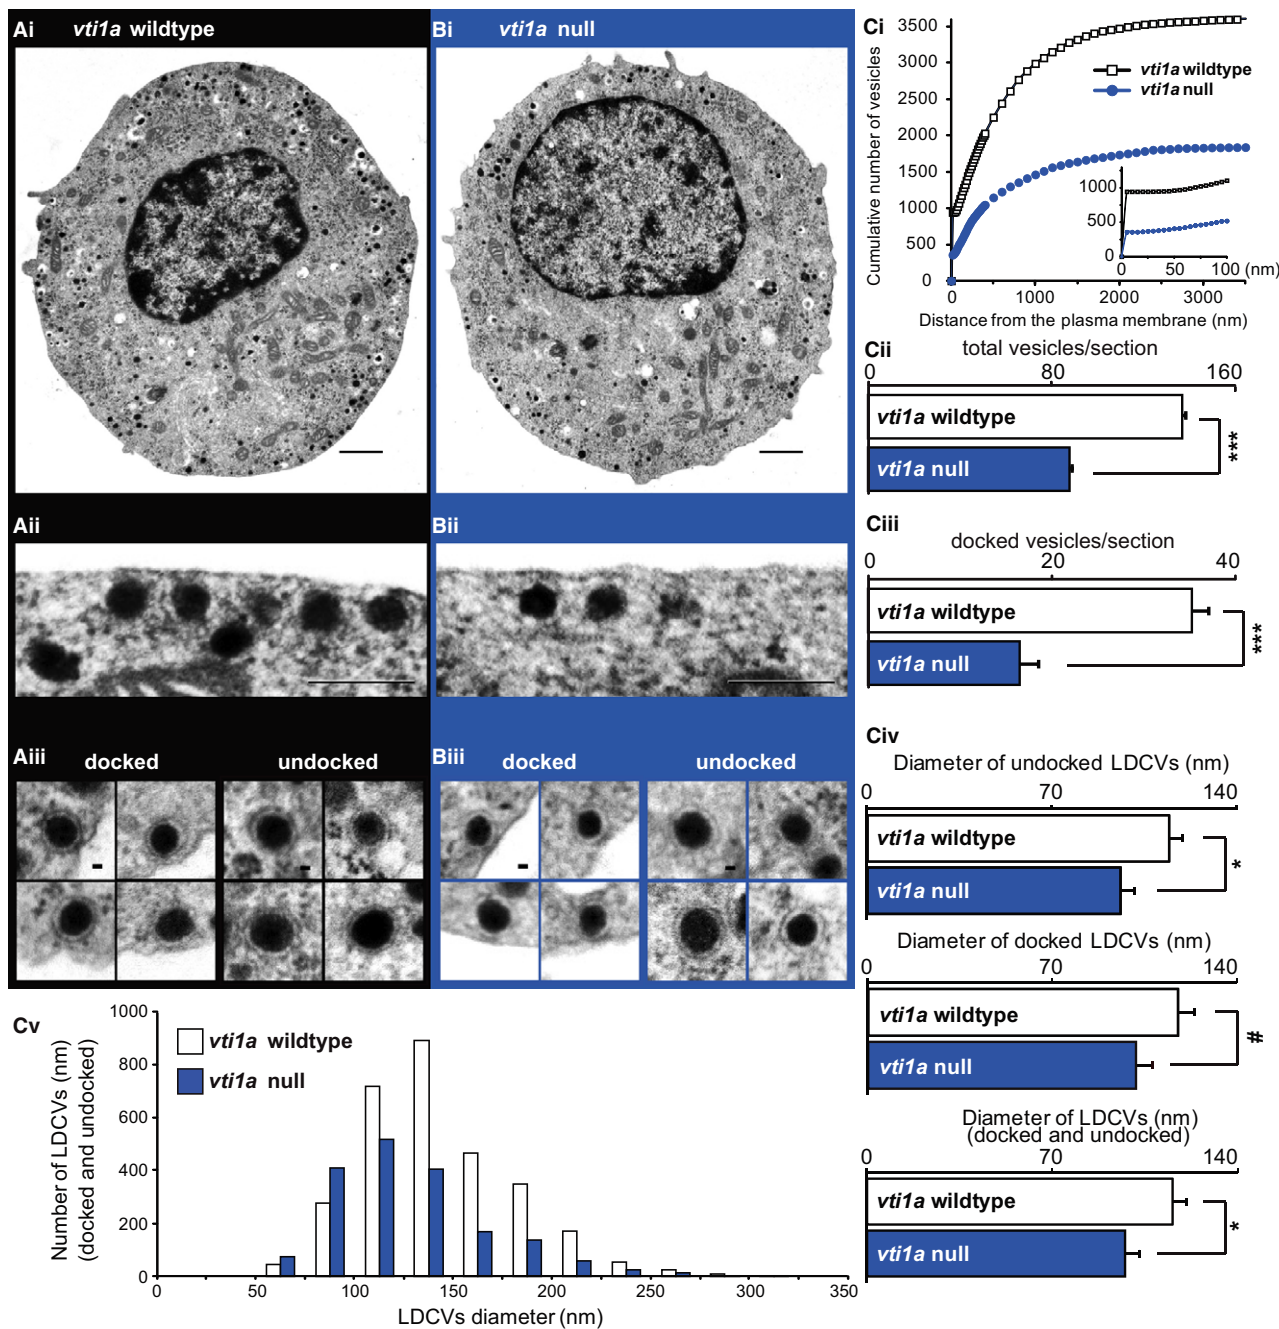 Ai vti1a wildtype
Bi vti1a null
Aii
Bii
Aiii docked undocked
Biii docked undocked
Ci
Cumulative number of vesicles
3500
3000
2500
2000
1500
1000
500
0
vti1a wildtype
vti1a null
1000
500
0
0 50 100 (nm)
0 1000 2000 3000
Distance from the plasma membrane (nm)
Cii
total vesicles/section
0 80 160
vti1a wildtype
vti1a null
***
Ciii
docked vesicles/section
0 20 40
vti1a wildtype
vti1a null
***
Civ
Diameter of undocked LDCVs (nm)
0 70 140
vti1a wildtype
vti1a null
*
Diameter of docked LDCVs (nm)
0 70 140
vti1a wildtype
vti1a null
#
Diameter of LDCVs (nm)
(docked and undocked)
0 70 140
vti1a wildtype
vti1a null
*
Cv
Number of LDCVs (nm)
(docked and undocked)
1000
800
600
400
200
0
vti1a wildtype
vti1a null
0 50 100 150 200 250 300 350
LDCVs diameter (nm)